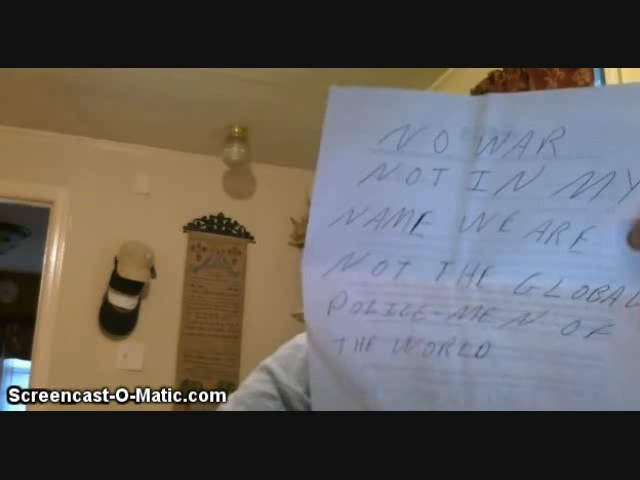 NO WAR
NOT IN MY
NAME WE ARE
NOT THE GLOBAL
POLICE-MEN OF
THE WORLD
Screencast-O-Matic.com